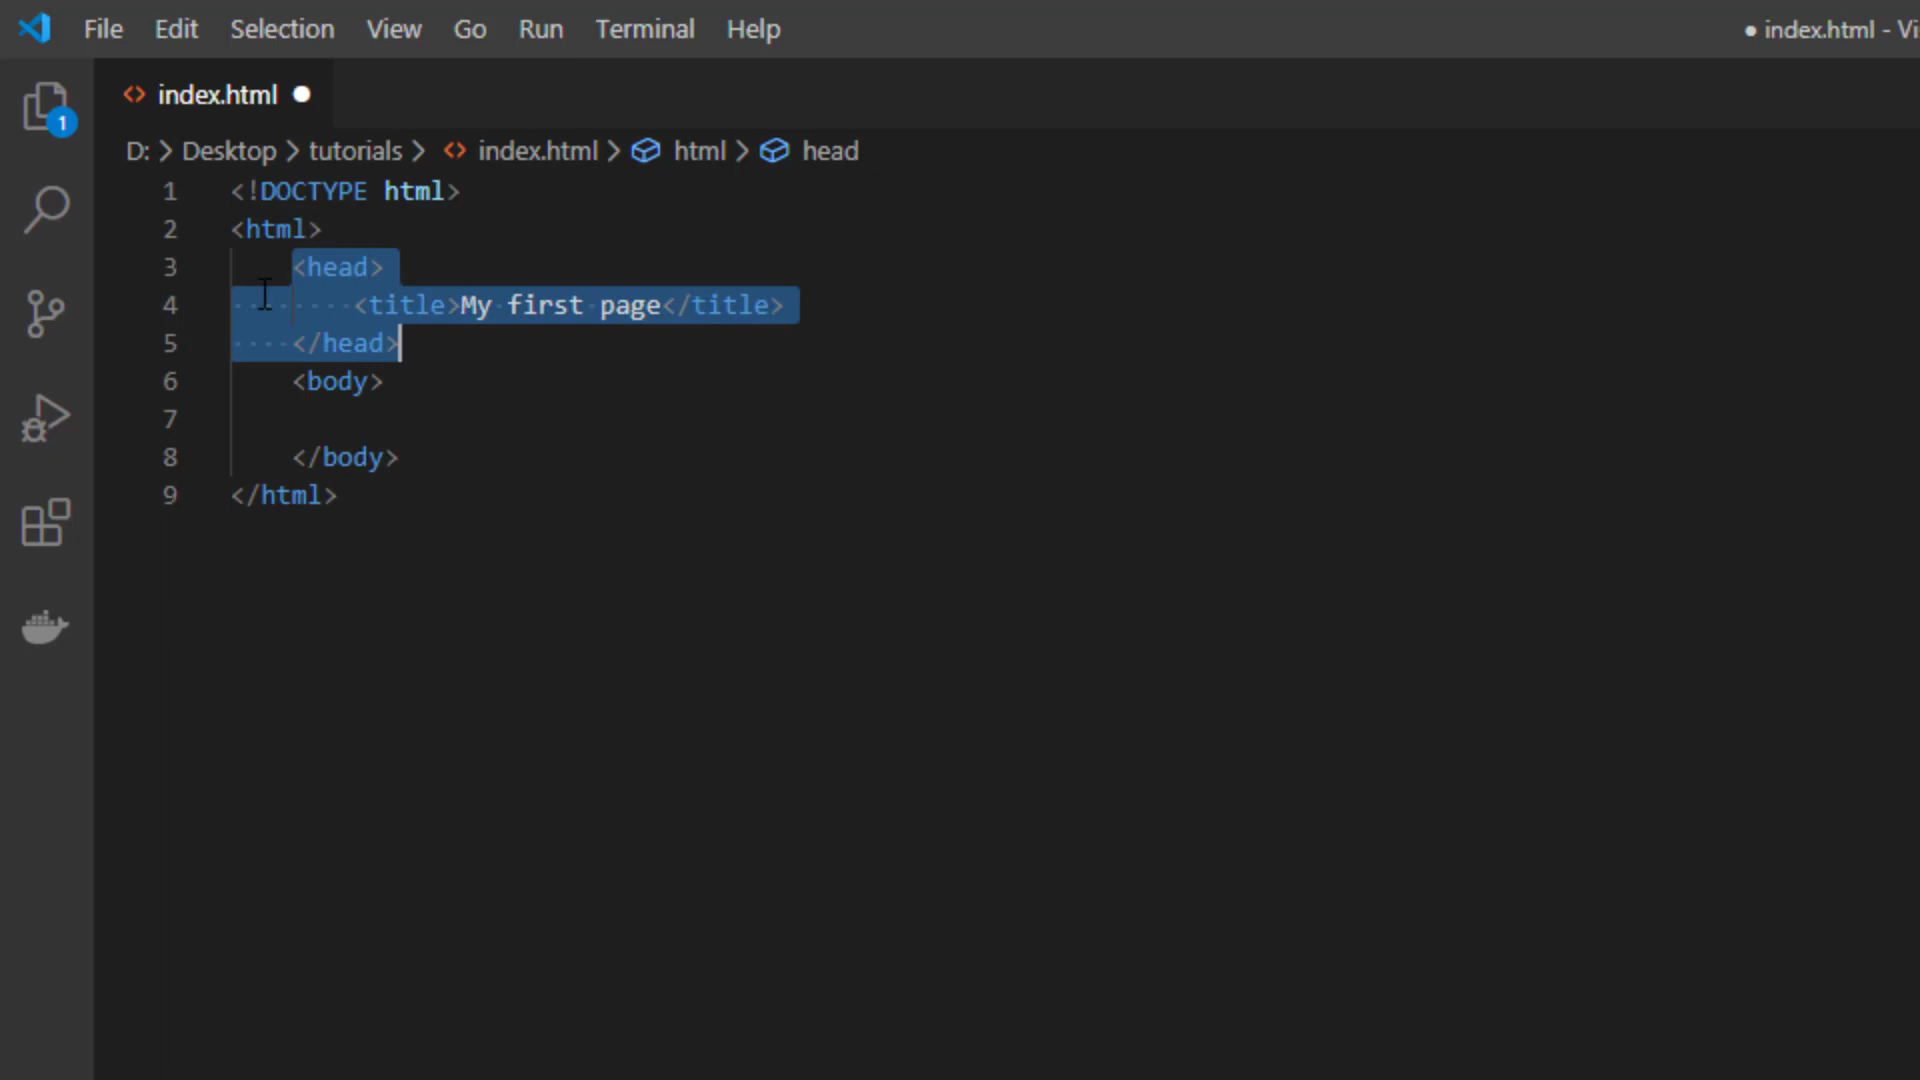 File Edit Selection View Go Run Terminal Help ● index.html - Vi
1
<> index.html ●
D: > Desktop > tutorials > <> index.html > html > head
1 <!DOCTYPE html>
2 <html>
3     <head>
4         <title>My first page</title>
5     </head>
6     <body>
7
8     </body>
9 </html>